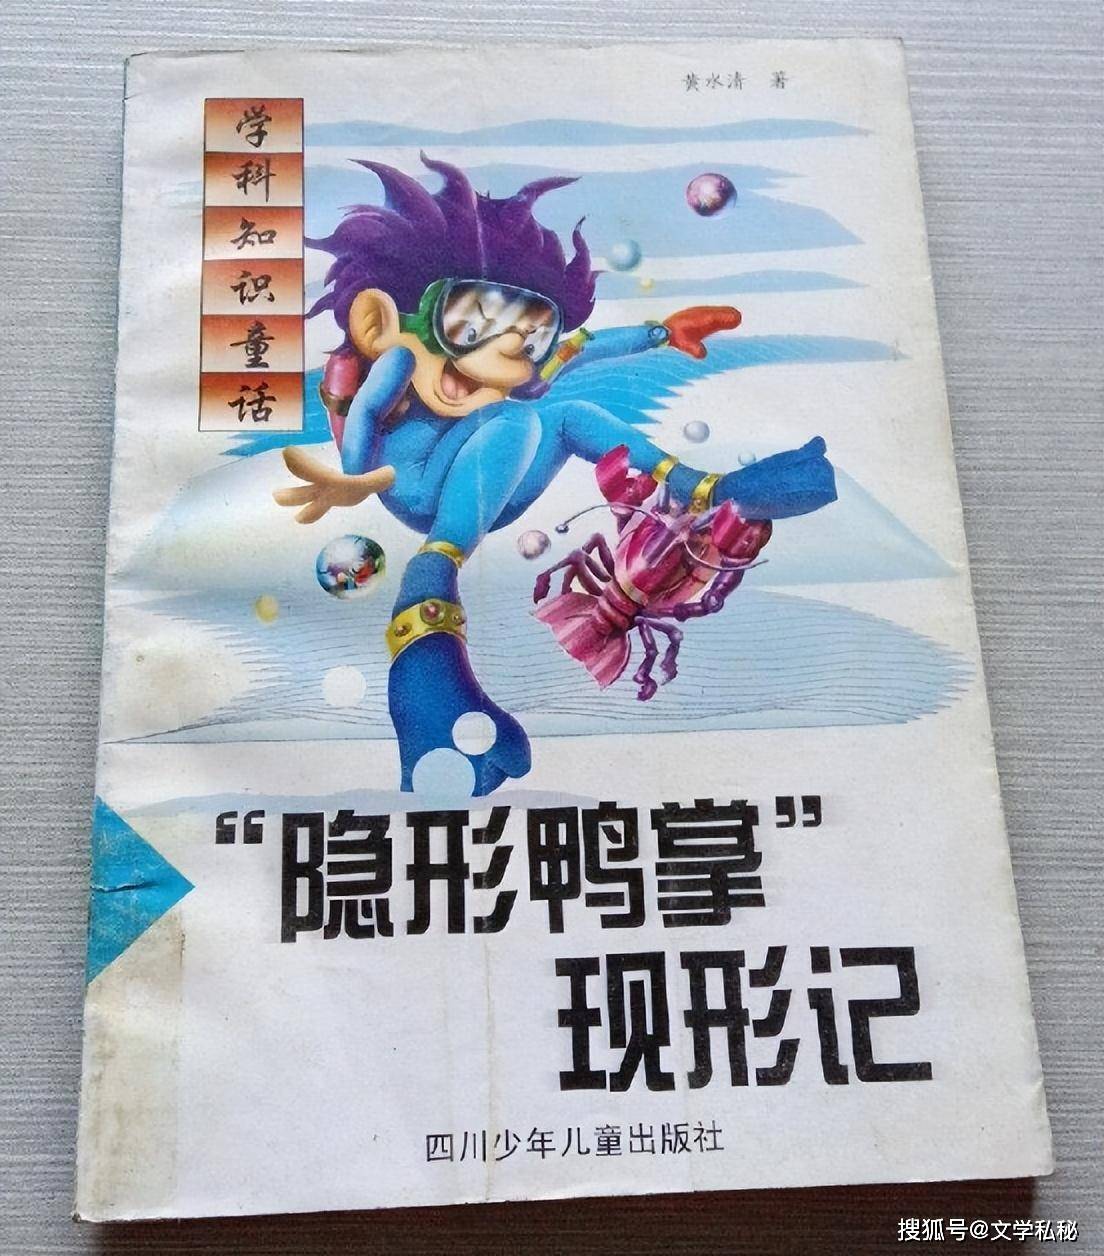 黄水清 著
学科知识童话
“隐形鸭掌”
现形记
四川少年儿童出版社
搜狐号@文学私秘